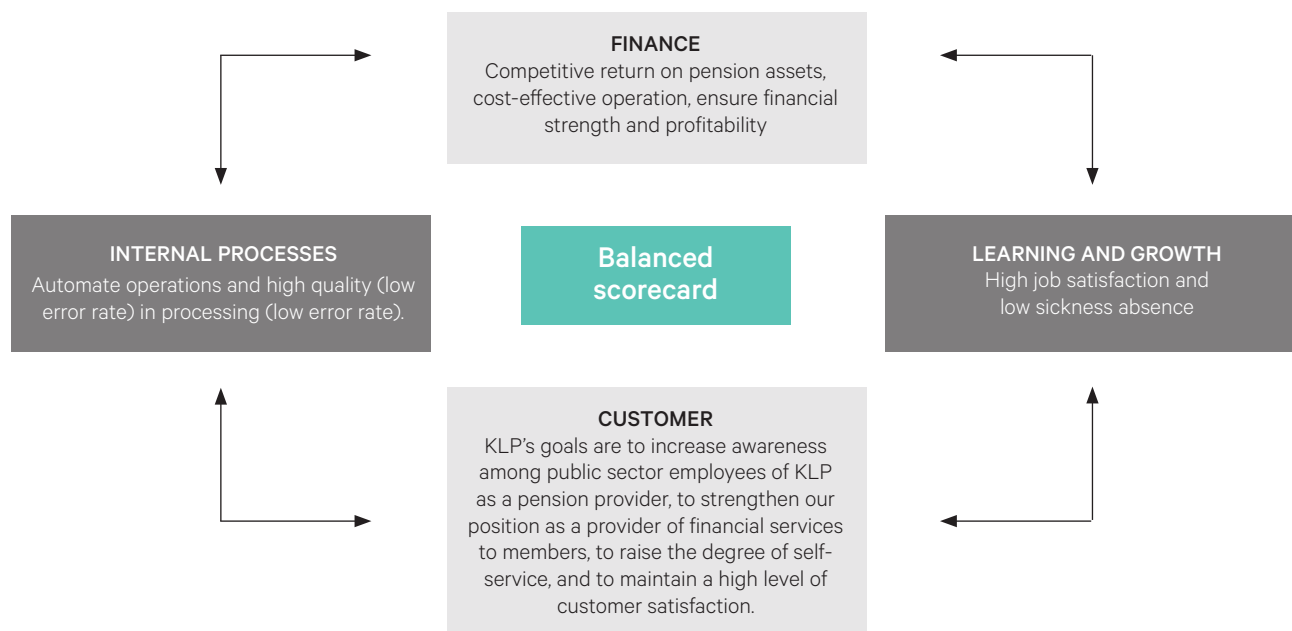 FINANCE
Competitive return on pension assets,
cost-effective operation, ensure financial
strength and profitability
INTERNAL PROCESSES
Automate operations and high quality (low
error rate) in processing (low error rate).
Balanced
scorecard
LEARNING AND GROWTH
High job satisfaction and
low sickness absence
CUSTOMER
KLP’s goals are to increase awareness
among public sector employees of KLP
as a pension provider, to strengthen our
position as a provider of financial services
to members, to raise the degree of self-
service, and to maintain a high level of
customer satisfaction.